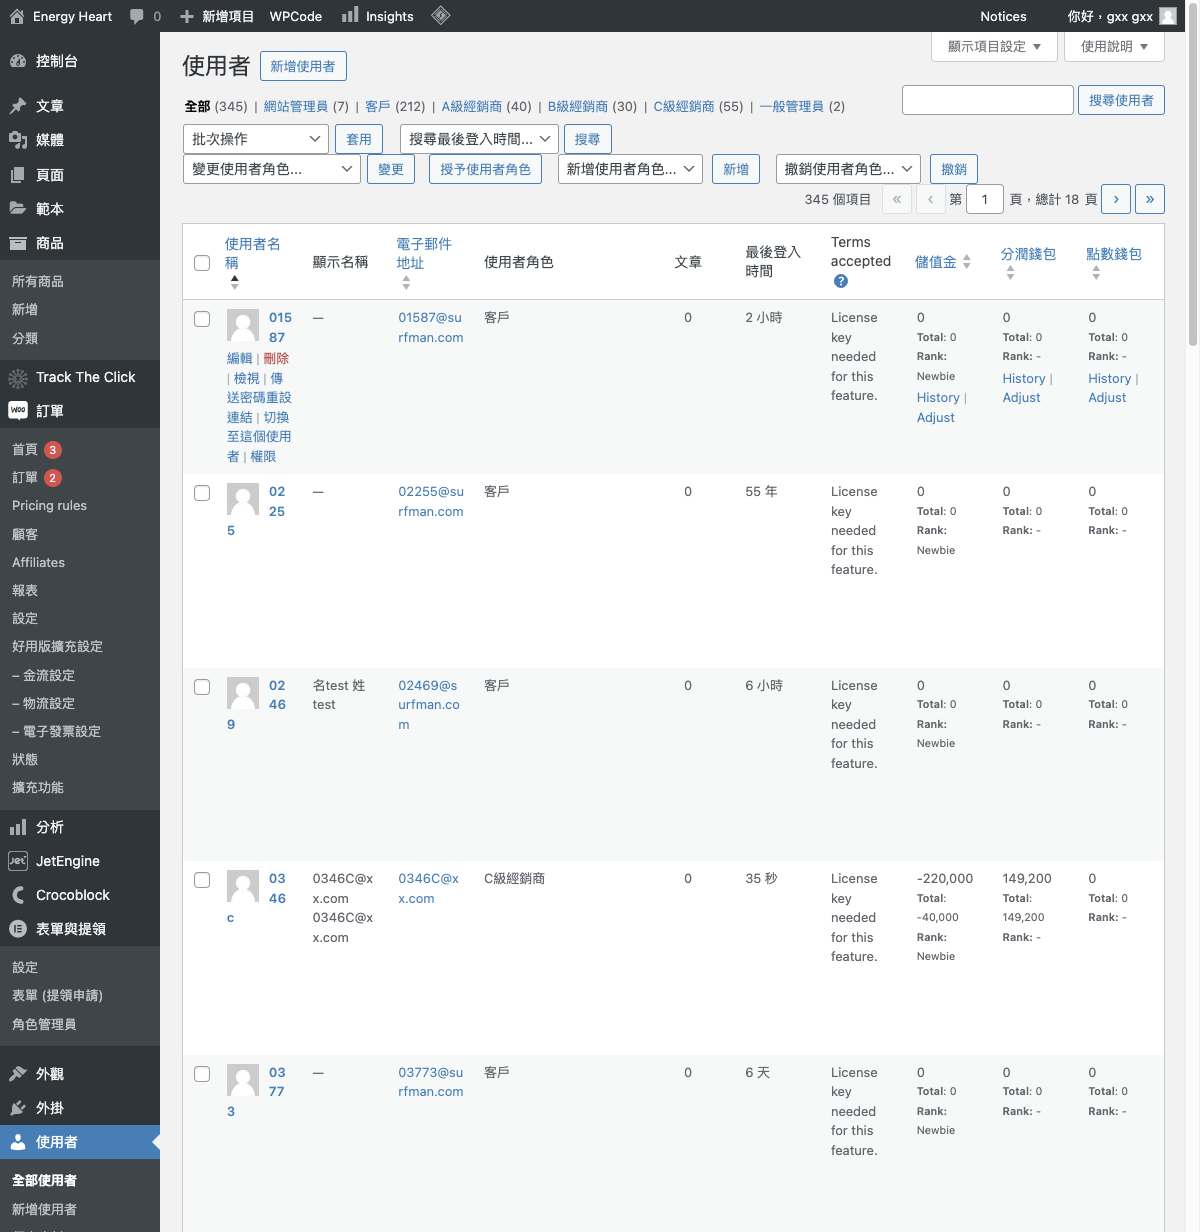 Energy Heart 0 新增項目 WPCode Insights Notices 你好，gxx gxx
控制台
文章
媒體
頁面
範本
商品
所有商品
新增
分類
Track The Click
訂單
首頁 3
訂單 2
Pricing rules
顧客
Affiliates
報表
設定
好用版擴充設定
– 金流設定
– 物流設定
– 電子發票設定
狀態
擴充功能
分析
JetEngine
Crocoblock
表單與提領
設定
表單 (提領申請)
角色管理員
外觀
外掛
使用者
全部使用者
新增使用者
顯示項目設定 ▼ 使用說明 ▼
使用者 新增使用者
全部 (345) | 網站管理員 (7) | 客戶 (212) | A級經銷商 (40) | B級經銷商 (30) | C級經銷商 (55) | 一般管理員 (2)
搜尋使用者
批次操作 套用 搜尋最後登入時間... 搜尋
變更使用者角色... 變更 授予使用者角色 新增使用者角色... 新增 撤銷使用者角色... 撤銷
345 個項目 « ‹ 第 1 頁，總計 18 頁 › »
使用者名
稱
顯示名稱
電子郵件
地址
使用者角色
文章
最後登入
時間
Terms
accepted
?
儲值金
分潤錢包
點數錢包
015
87
編輯 | 刪除
| 檢視 | 傳
送密碼重設
連結 | 切換
至這個使用
者 | 權限
—
01587@su
rfman.com
客戶
0
2 小時
License
key
needed
for this
feature.
0
Total: 0
Rank:
Newbie
History |
Adjust
0
Total: 0
Rank: -
History |
Adjust
0
Total: 0
Rank: -
History |
Adjust
02
25
5
—
02255@su
rfman.com
客戶
0
55 年
License
key
needed
for this
feature.
0
Total: 0
Rank:
Newbie
0
Total: 0
Rank: -
0
Total: 0
Rank: -
02
46
9
名test 姓
test
02469@s
urfman.co
m
客戶
0
6 小時
License
key
needed
for this
feature.
0
Total: 0
Rank:
Newbie
0
Total: 0
Rank: -
0
Total: 0
Rank: -
03
46
c
0346C@x
x.com
0346C@x
x.com
0346C@x
x.com
C級經銷商
0
35 秒
License
key
needed
for this
feature.
-220,000
Total:
-40,000
Rank:
Newbie
149,200
Total:
149,200
Rank: -
0
Total: 0
Rank: -
03
77
3
—
03773@su
rfman.com
客戶
0
6 天
License
key
needed
for this
feature.
0
Total: 0
Rank:
Newbie
0
Total: 0
Rank: -
0
Total: 0
Rank: -